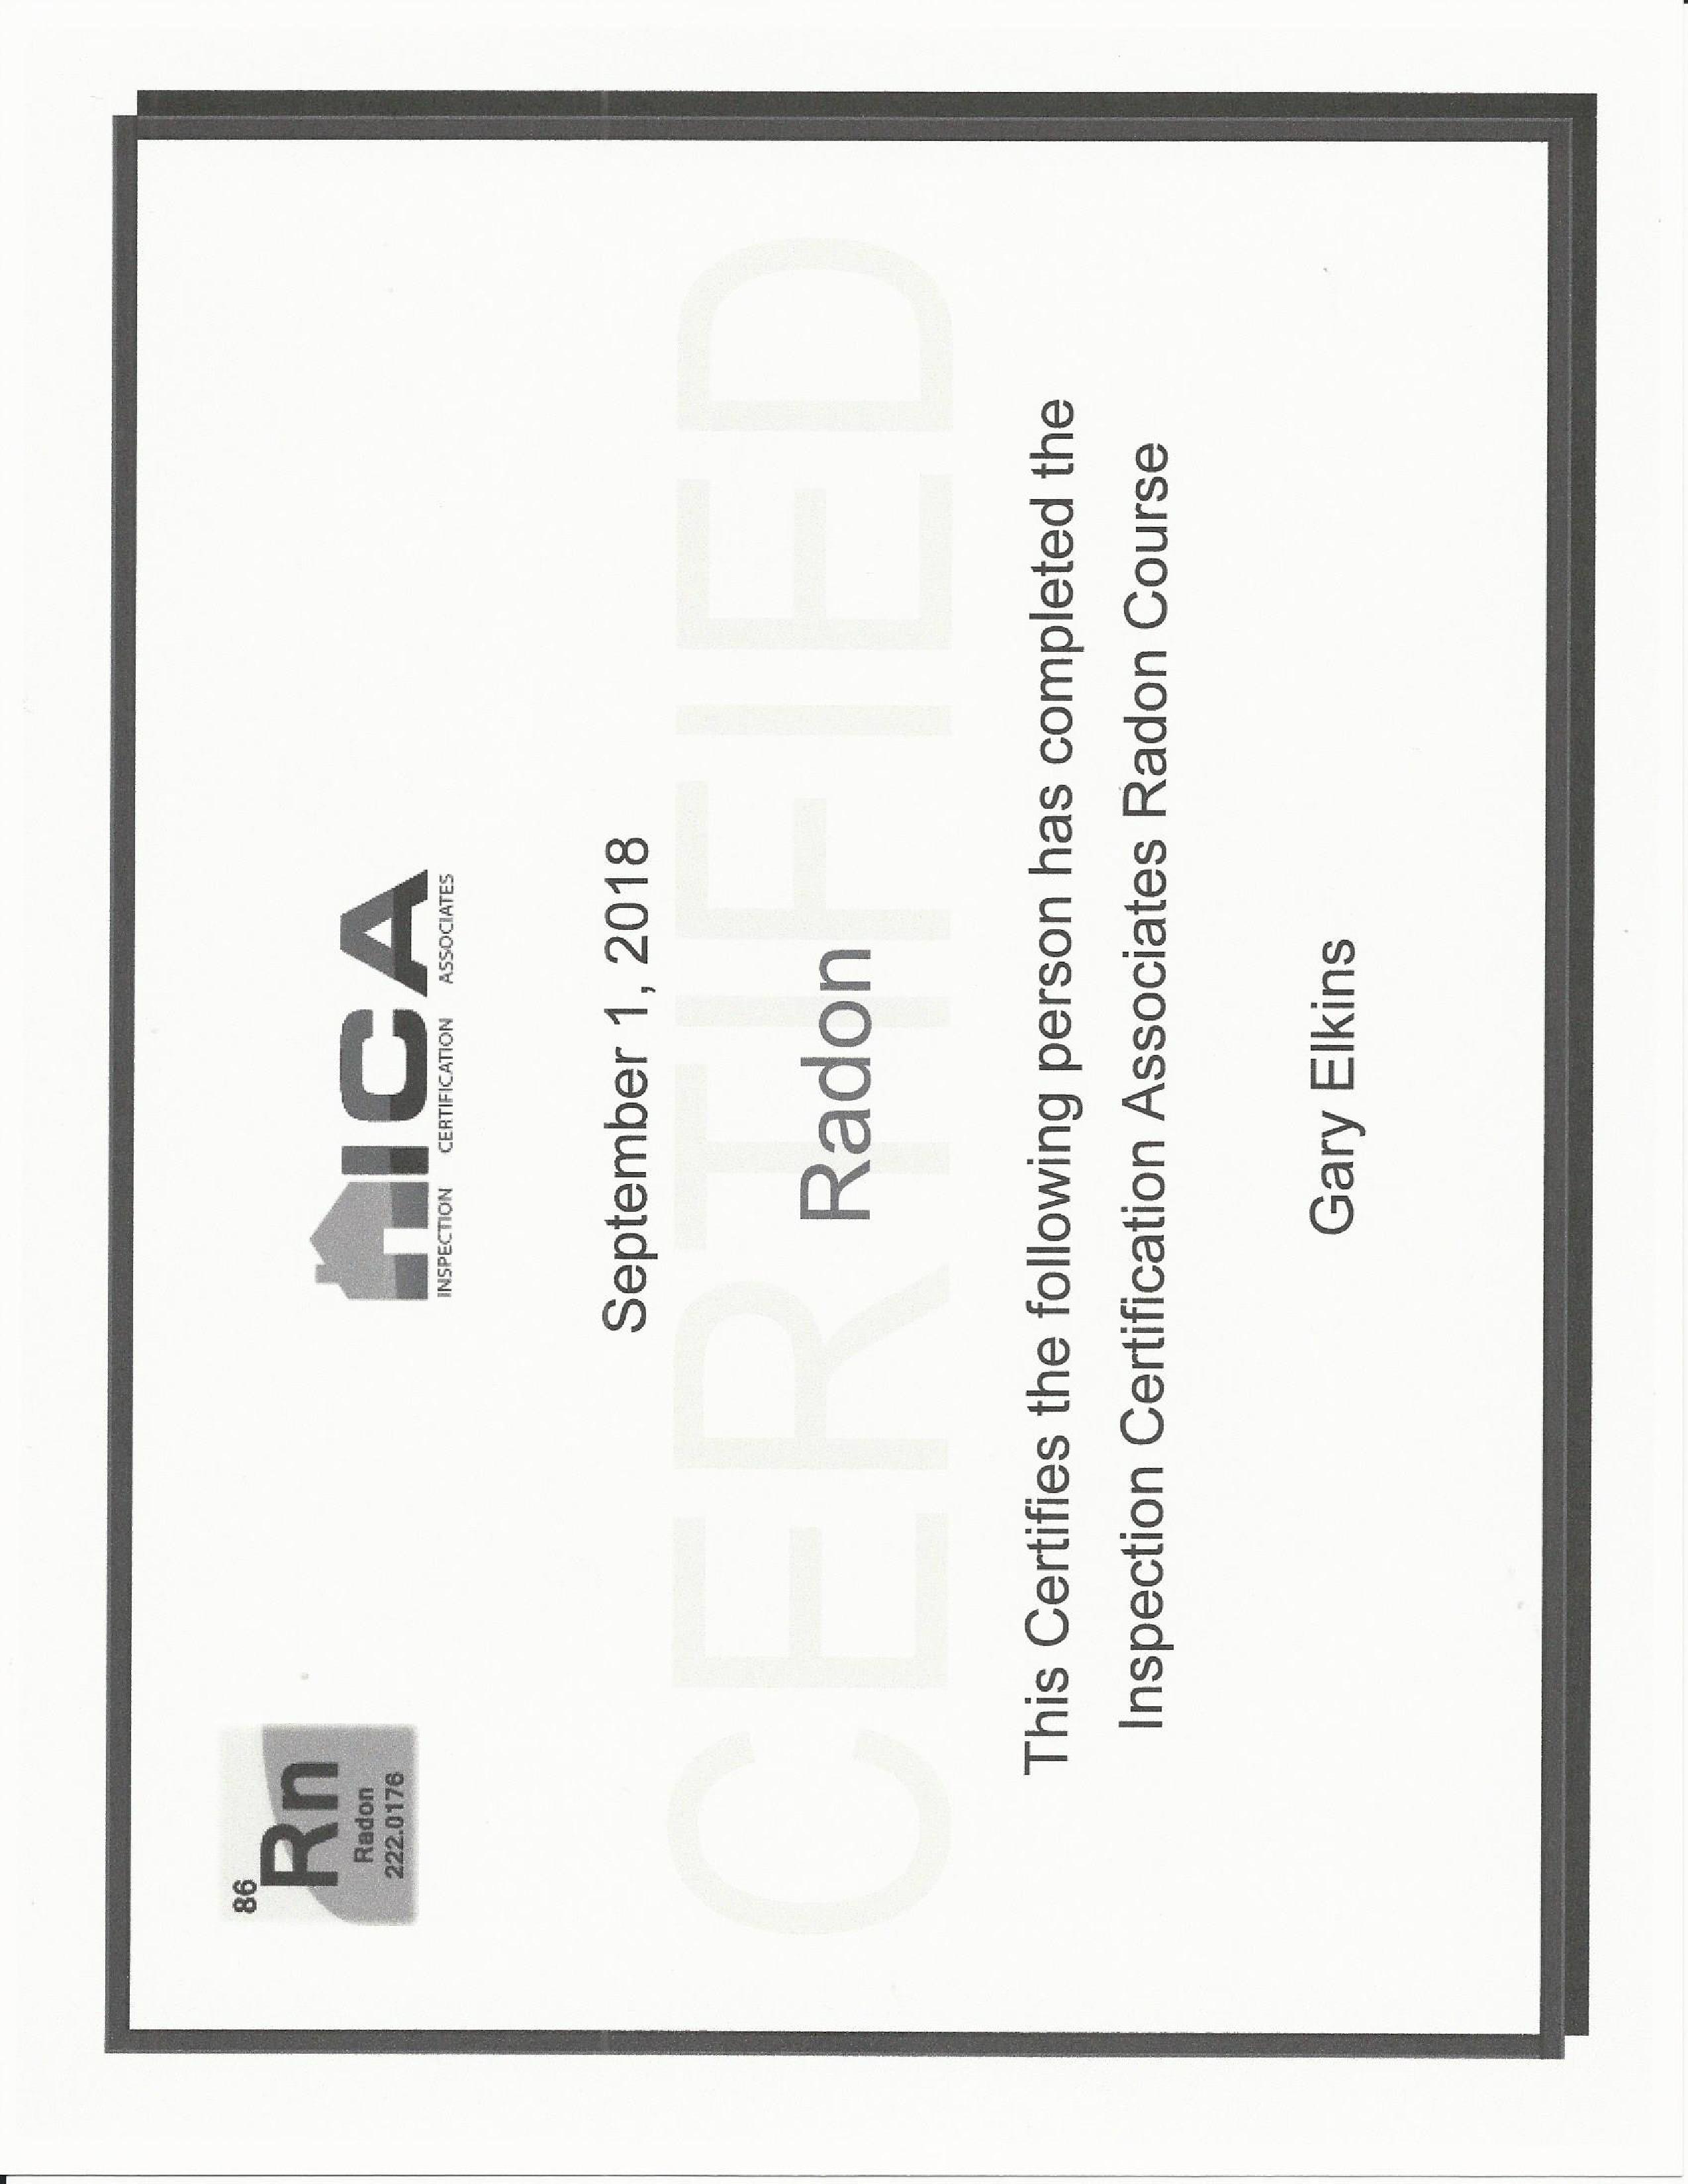 86
Rn
Radon
222.0176
ICA
INSPECTION CERTIFICATION ASSOCIATES
September 1, 2018
CERTIFIED
Radon
This Certifies the following person has completed the
Inspection Certification Associates Radon Course
Gary Elkins